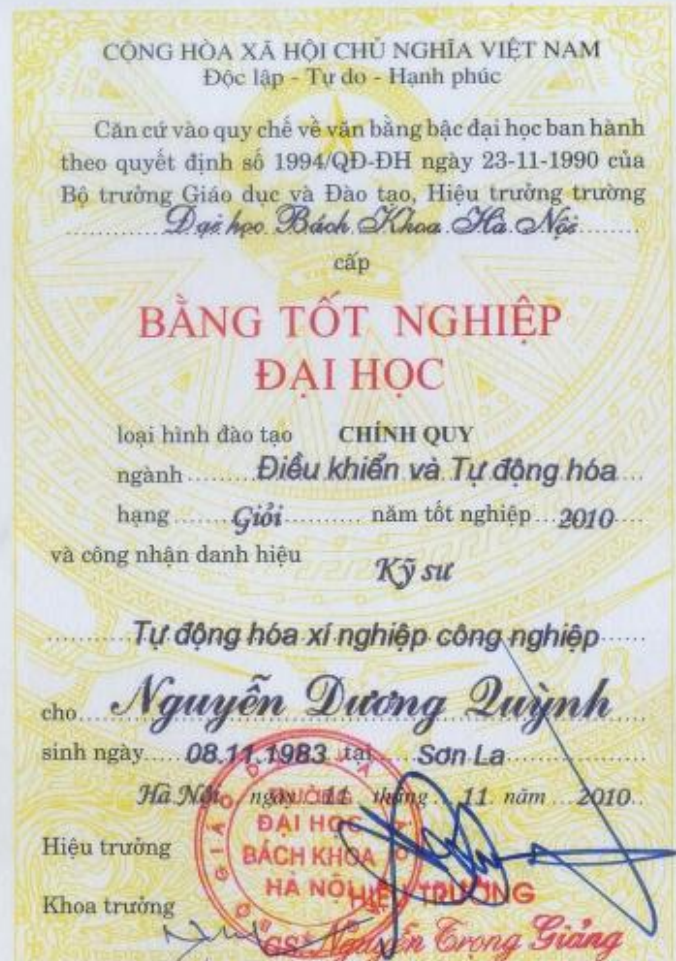 CỘNG HÒA XÃ HỘI CHỦ NGHĨA VIỆT NAM
Độc lập - Tự do - Hạnh phúc
Căn cứ vào quy chế về văn bằng bậc đại học ban hành
theo quyết định số 1994/QĐ-ĐH ngày 23-11-1990 của
Bộ trưởng Giáo dục và Đào tạo, Hiệu trưởng trường
Đại học Bách Khoa Hà Nội
cấp
BẰNG TỐT NGHIỆP
ĐẠI HỌC
loại hình đào tạo CHÍNH QUY
ngành Điều khiển và Tự động hóa
hạng Giỏi năm tốt nghiệp 2010
và công nhận danh hiệu Kỹ sư
Tự động hóa xí nghiệp công nghiệp
cho Nguyễn Dương Quỳnh
sinh ngày 08.11.1983 tại Sơn La
Hà Nội, ngày 11 tháng 11 năm 2010
TRƯỜNG
ĐẠI HỌC
BÁCH KHOA
HÀ NỘI
Hiệu trưởng
HIỆU TRƯỞNG
Khoa trưởng
GS. Nguyễn Trọng Giảng